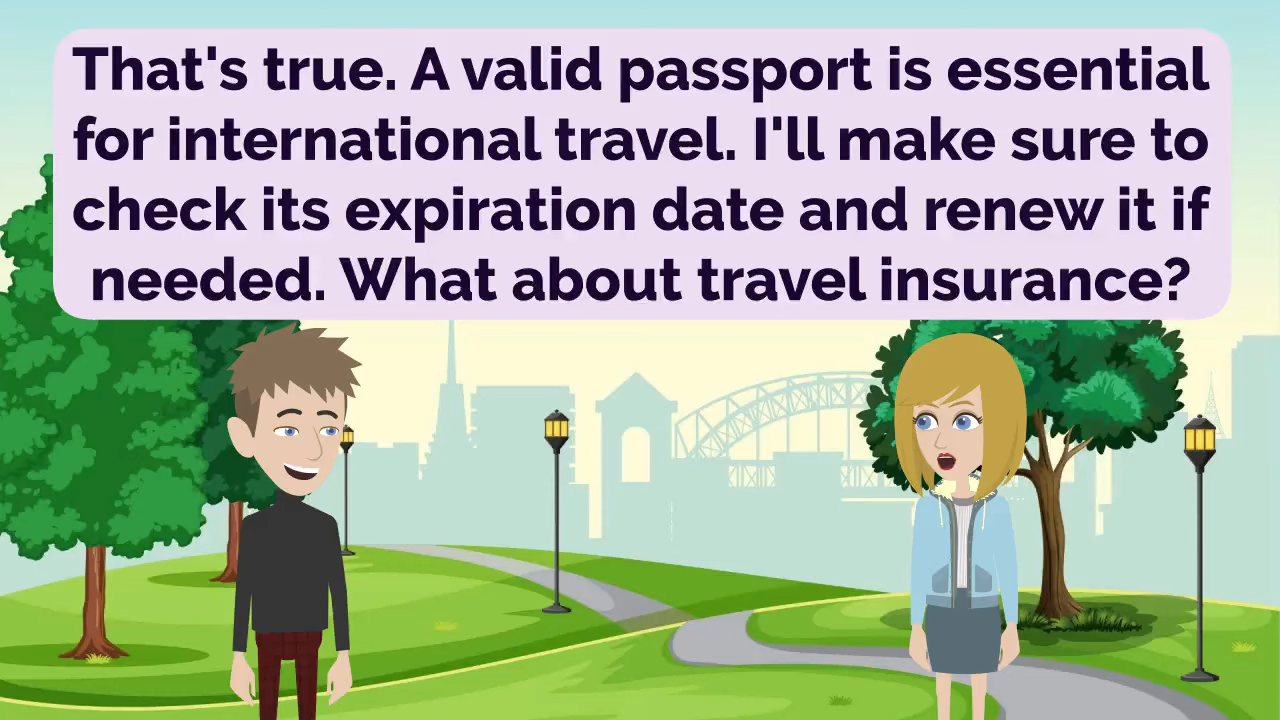 That's true. A valid passport is essential
for international travel. I'll make sure to
check its expiration date and renew it if
needed. What about travel insurance?